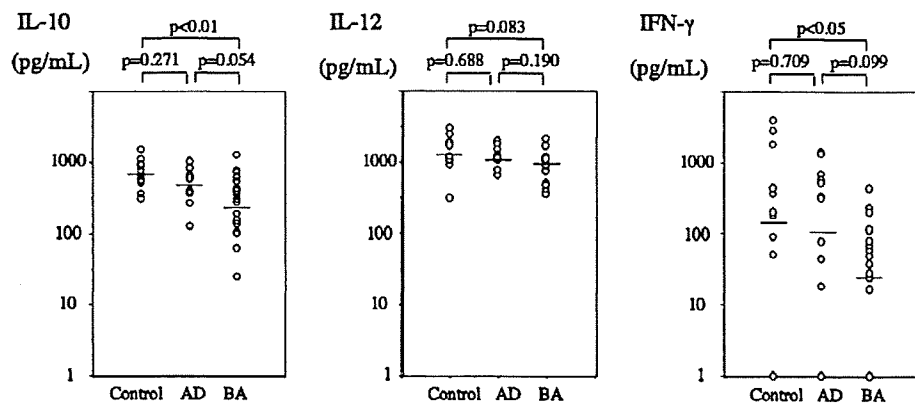 IL-10
(pg/mL)
p<0.01
p=0.271 p=0.054
1000
100
10
1
Control AD BA
IL-12
(pg/mL)
p=0.083
p=0.688 p=0.190
1000
100
10
1
Control AD BA
IFN-γ
(pg/mL)
p<0.05
p=0.709 p=0.099
1000
100
10
1
Control AD BA